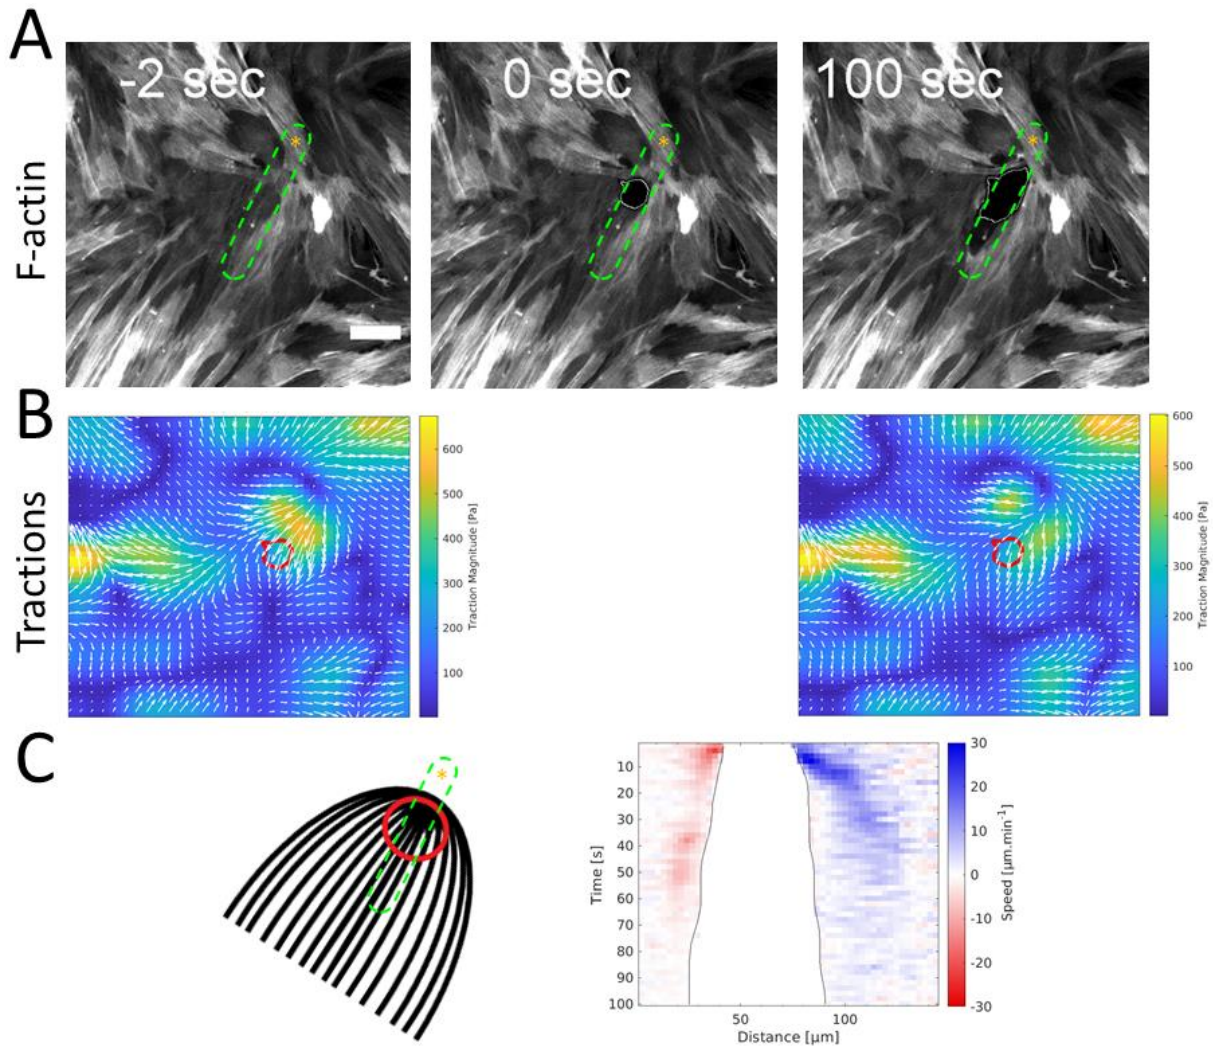 A
-2 sec
0 sec
100 sec
F-actin
*
*
*
B
Tractions
600
500
400
300
200
100
Traction Magnitude [Pa]
600
500
400
300
200
100
Traction Magnitude [Pa]
C
*
10
20
30
40
50
60
70
80
90
100
Time [s]
50
100
Distance [µm]
30
20
10
0
-10
-20
-30
Speed [µm.min⁻¹]